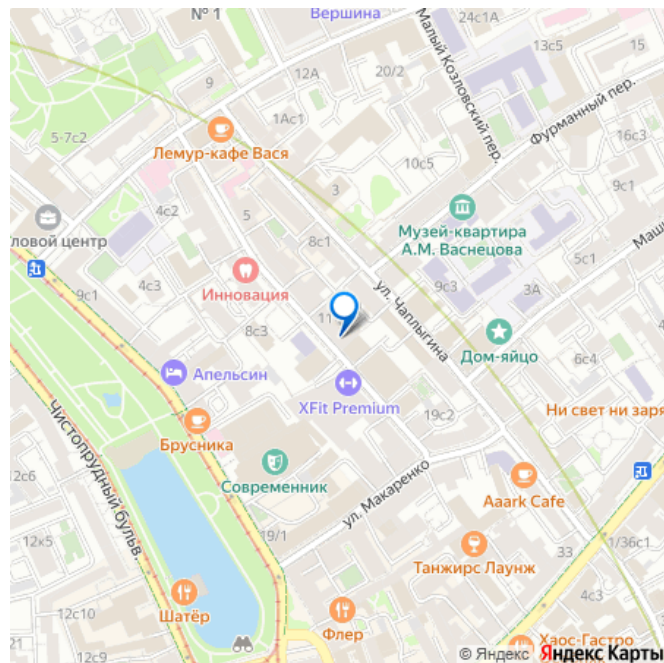 № 1
Вершина
24с1А
13с5
15
Малый Козловский пер.
20/2
12А
9
1Ас1
Фурманный пер.
16с3
5-7с2
Лемур-кафе Вася
10с5
9с1
3
4с2
5
Музей-квартира
А.М. Васнецова
ловой центр
8с1
Маш
5с1
4с3
9с1
Инновация
9с3
3А
ул. Чаплыгина
11
8с3
Дом-яйцо
6с4
Апельсин
XFit Premium
19с2
Ни свет ни заря
Брусника
Чистопрудный бульв.
Современник
ул. Макаренко
12с6
Aaark Cafe
19/1
12к5
33
1/36с1
Танжирс Лаунж
4с3
12с10
Шатёр
Флер
Хаос-Гастро
12с9
© Яндекс Яндекс Карты